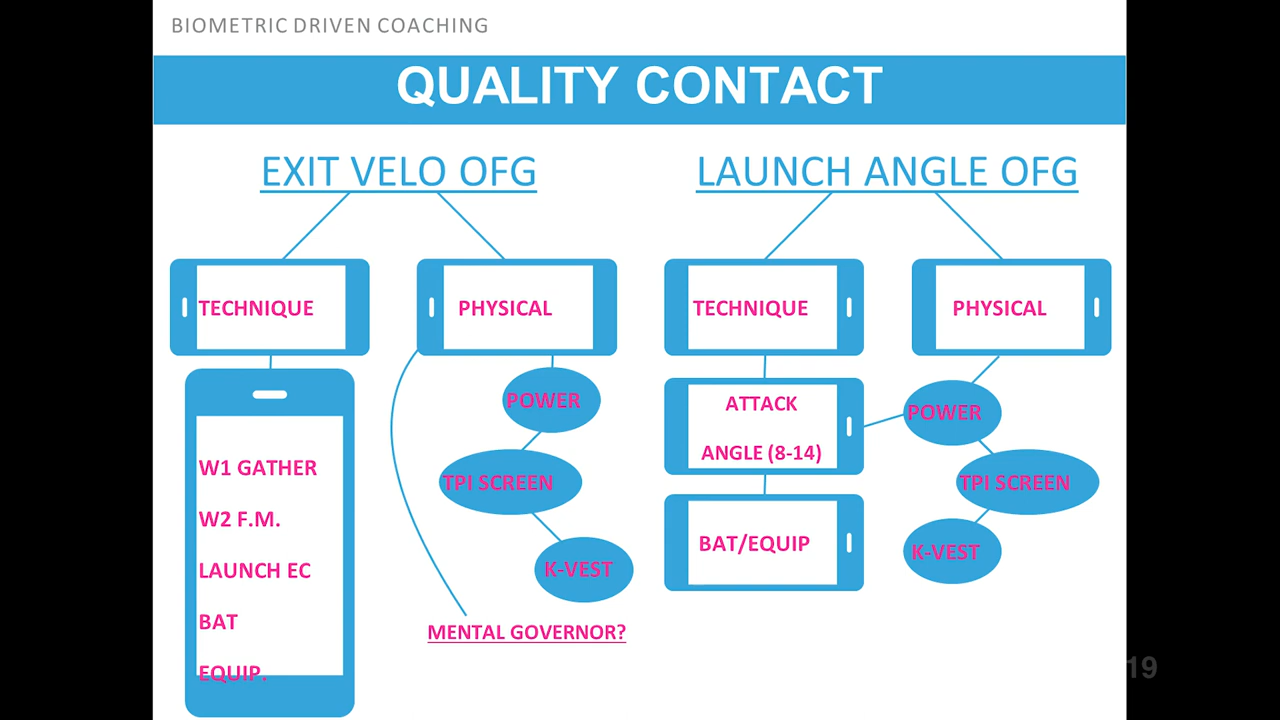 BIOMETRIC DRIVEN COACHING
QUALITY CONTACT
EXIT VELO OFG
LAUNCH ANGLE OFG
TECHNIQUE
PHYSICAL
TECHNIQUE
PHYSICAL
W1 GATHER
W2 F.M.
LAUNCH EC
BAT
EQUIP.
POWER
TPI SCREEN
K-VEST
MENTAL GOVERNOR?
ATTACK
ANGLE (8-14)
BAT/EQUIP
POWER
TPI SCREEN
K-VEST
19